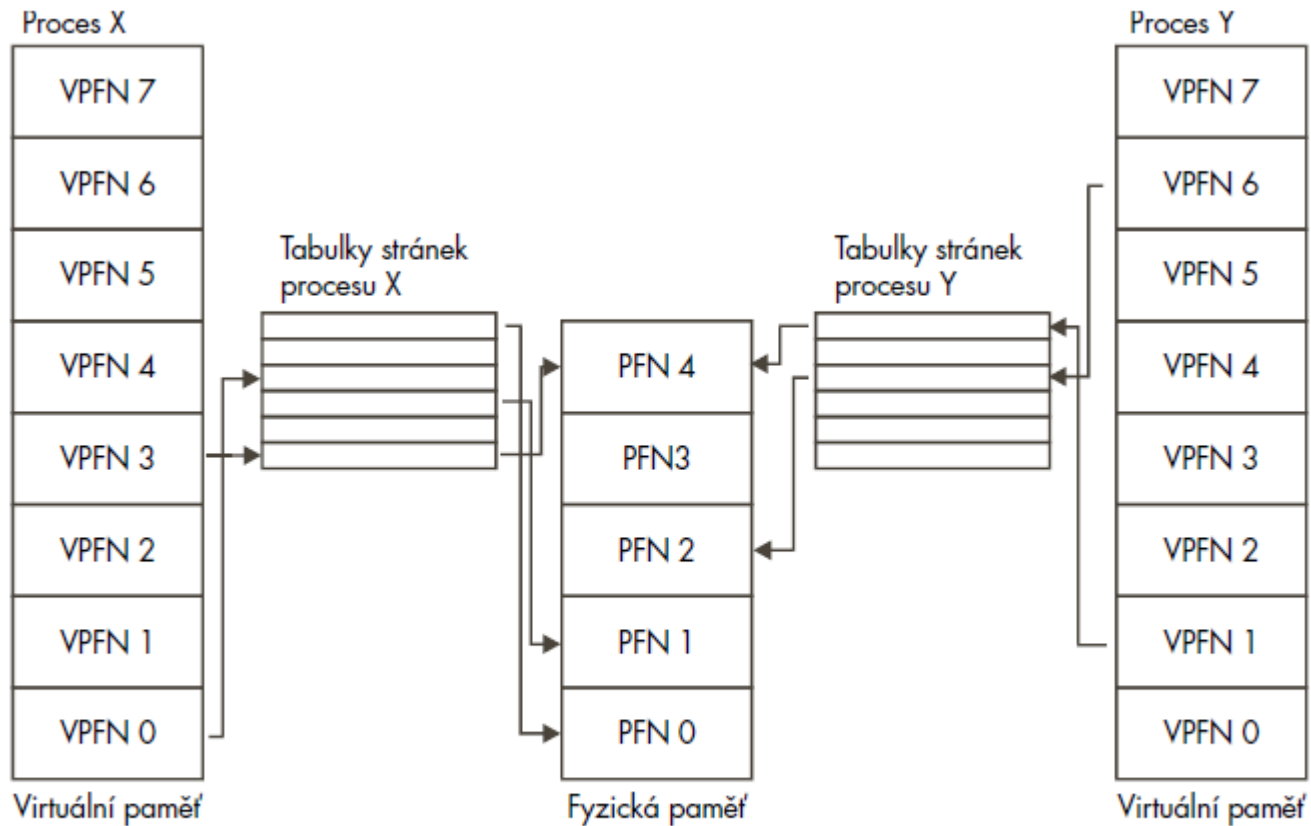 Proces X
VPFN 7
VPFN 6
VPFN 5
VPFN 4
VPFN 3
VPFN 2
VPFN 1
VPFN 0
Virtuální paměť
Tabulky stránek
procesu X
PFN 4
PFN3
PFN 2
PFN 1
PFN 0
Fyzická paměť
Tabulky stránek
procesu Y
Proces Y
VPFN 7
VPFN 6
VPFN 5
VPFN 4
VPFN 3
VPFN 2
VPFN 1
VPFN 0
Virtuální paměť